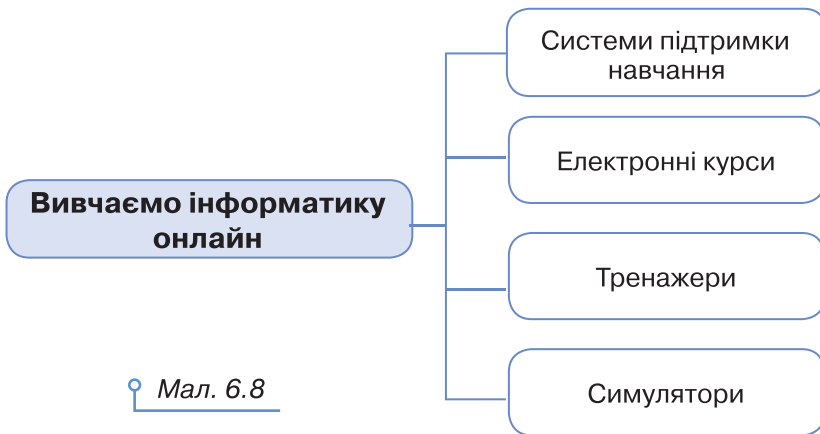 Системи підтримки
навчання
Електронні курси
Вивчаємо інформатику
онлайн
Тренажери
Мал. 6.8
Симулятори